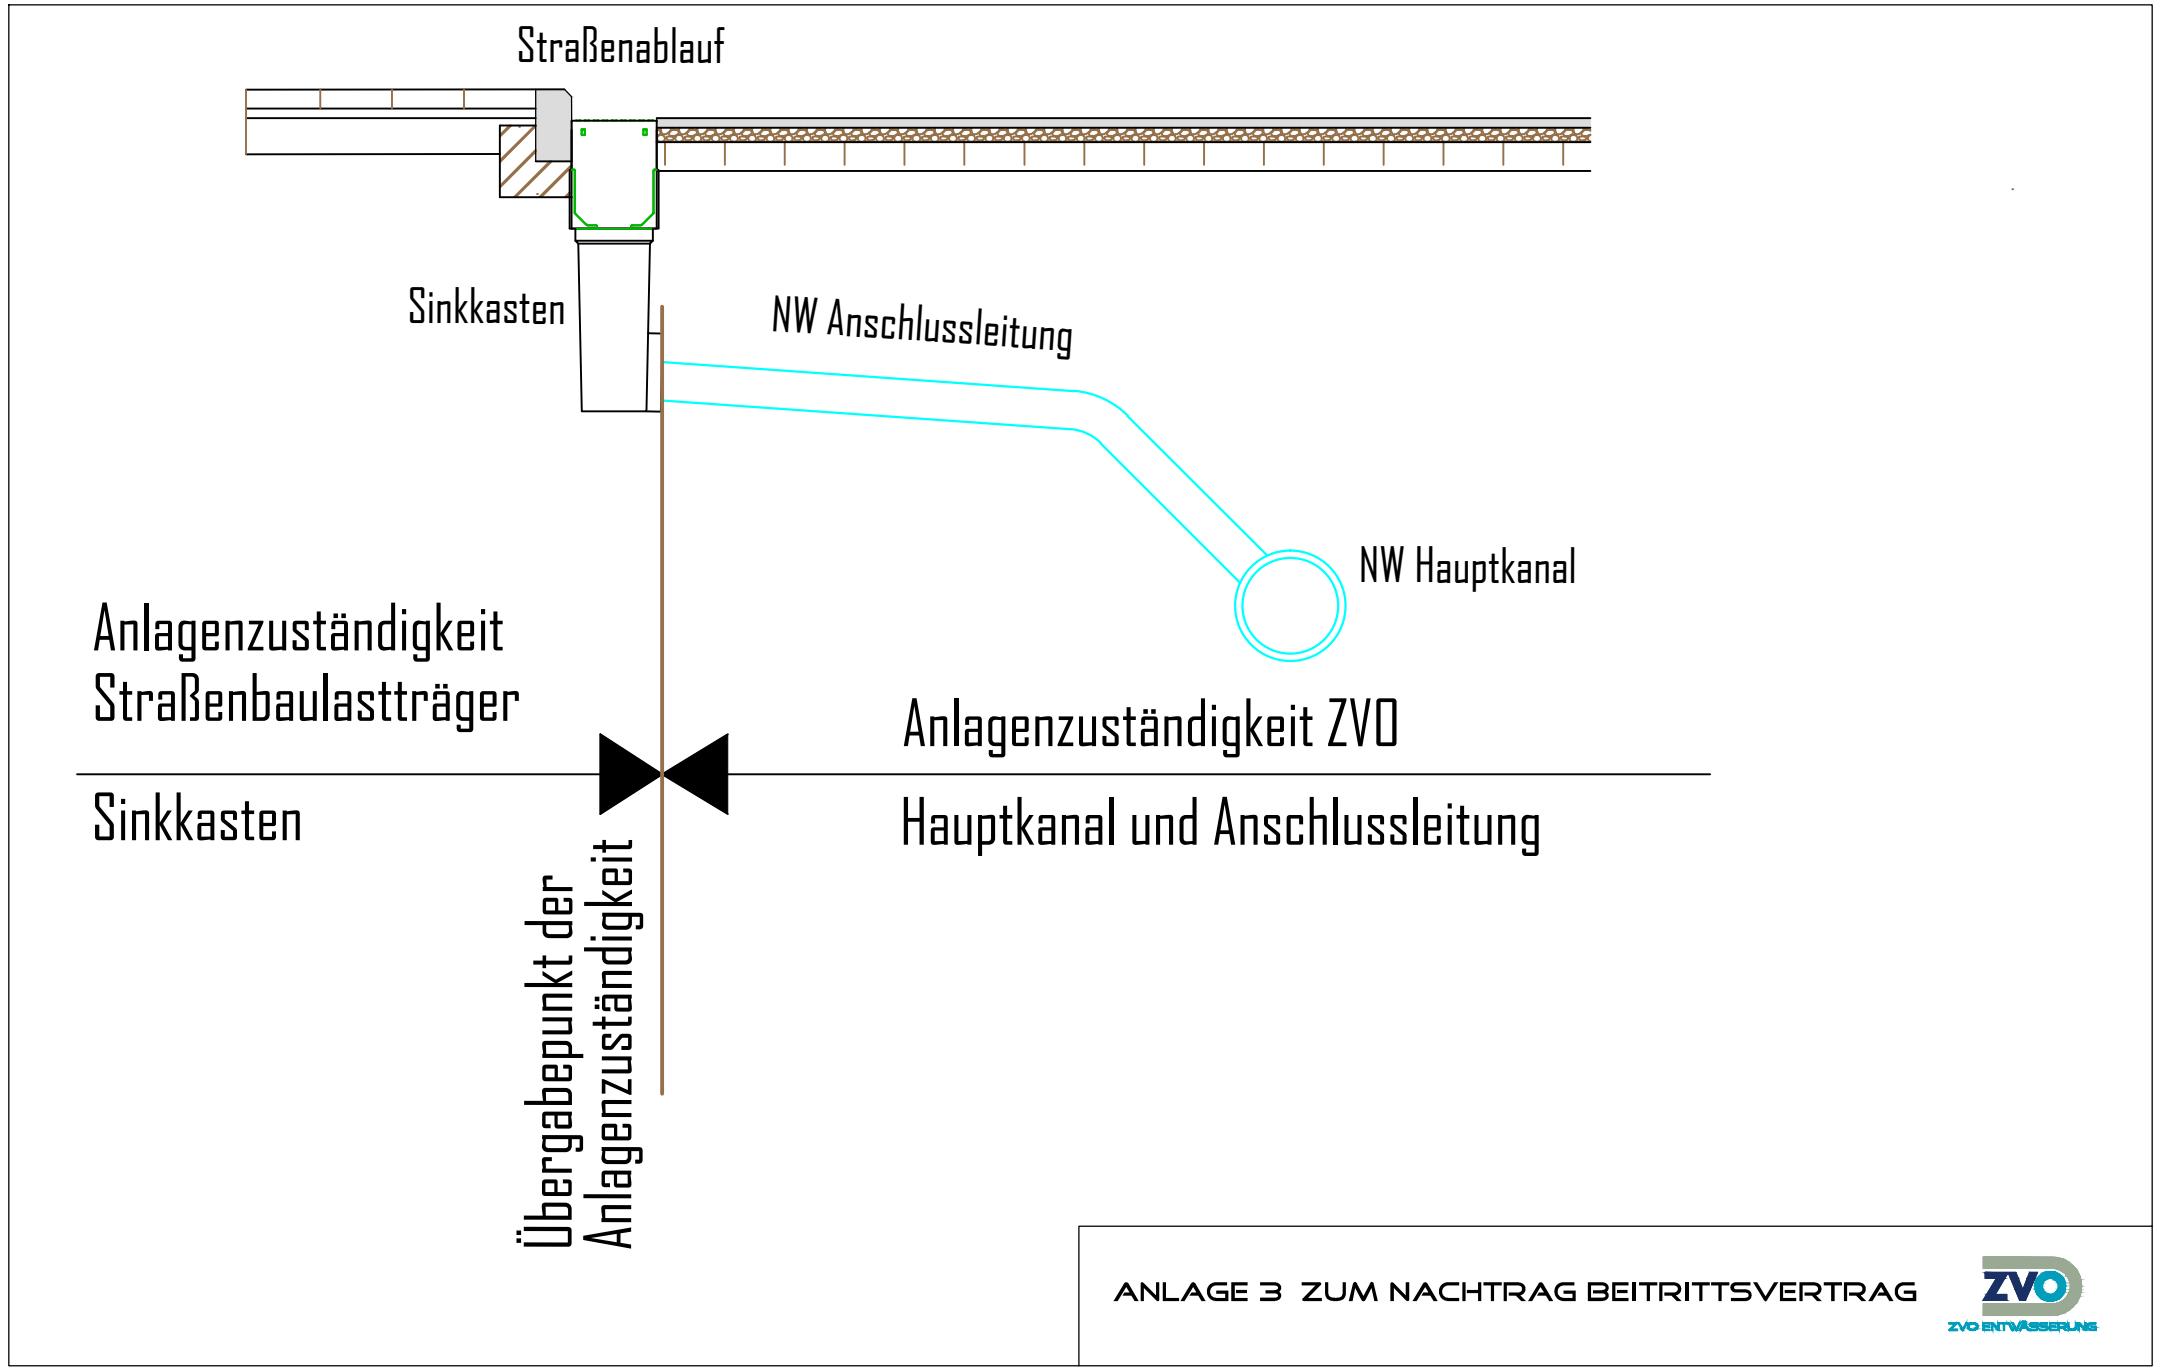 Straßenablauf
Sinkkasten
NW Anschlussleitung
NW Hauptkanal
Anlagenzuständigkeit
Straßenbaulastträger
Anlagenzuständigkeit ZVO
Sinkkasten
Hauptkanal und Anschlussleitung
Übergabepunkt der
Anlagenzuständigkeit
ANLAGE 3 ZUM NACHTRAG BEITRITTSVERTRAG
ZVO
ZVO ENTWÄSSERUNG